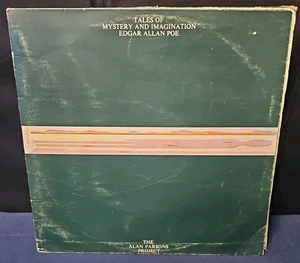 TALES OF
MYSTERY AND IMAGINATION
EDGAR ALLAN POE
THE
ALAN PARSONS
PROJECT